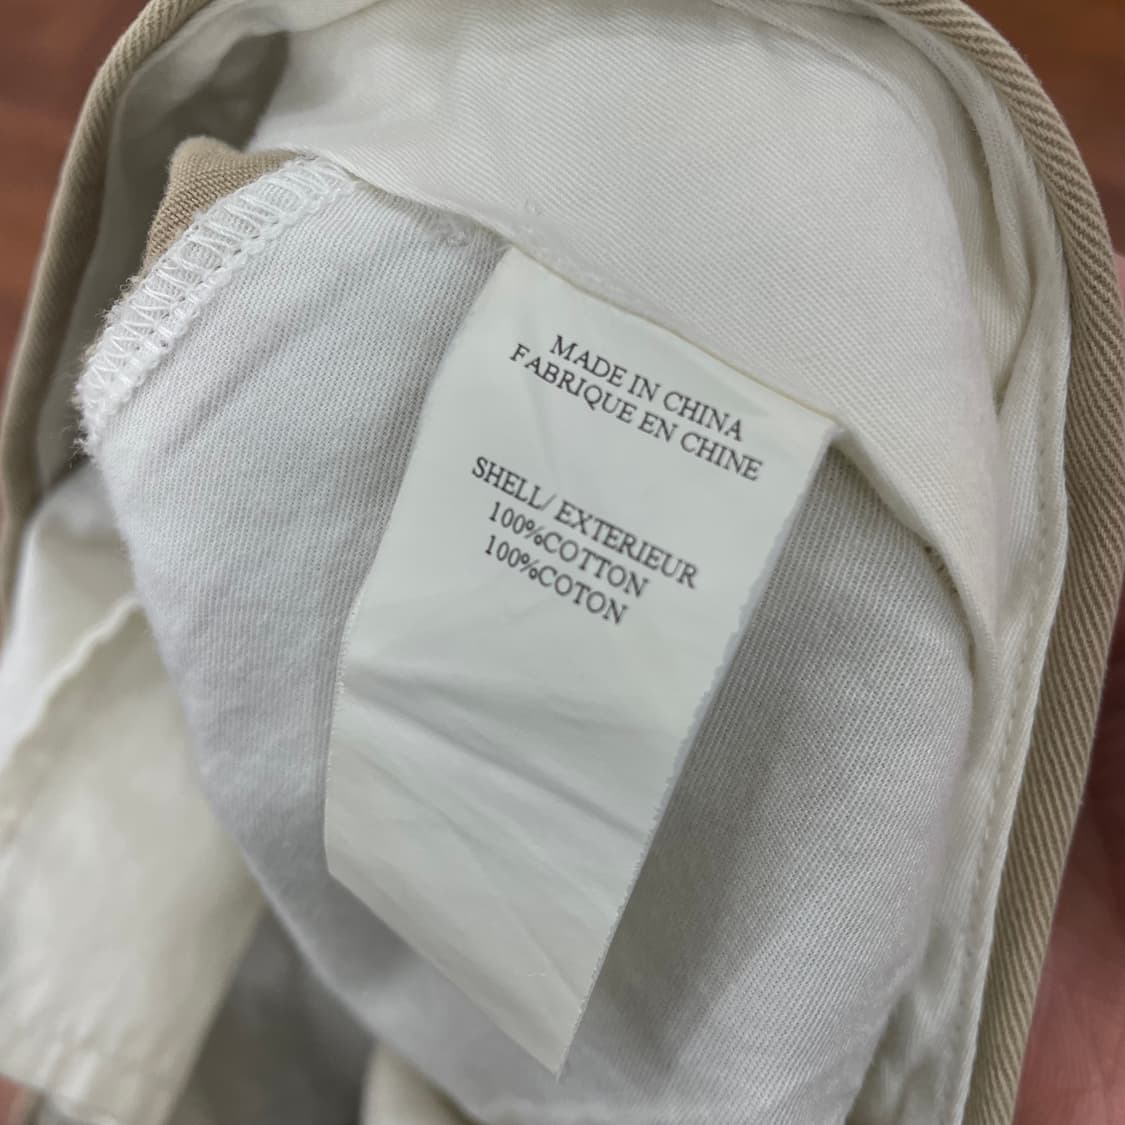 MADE IN CHINA
FABRIQUE EN CHINE
SHELL/ EXTERIEUR
100%COTTON
100%COTON